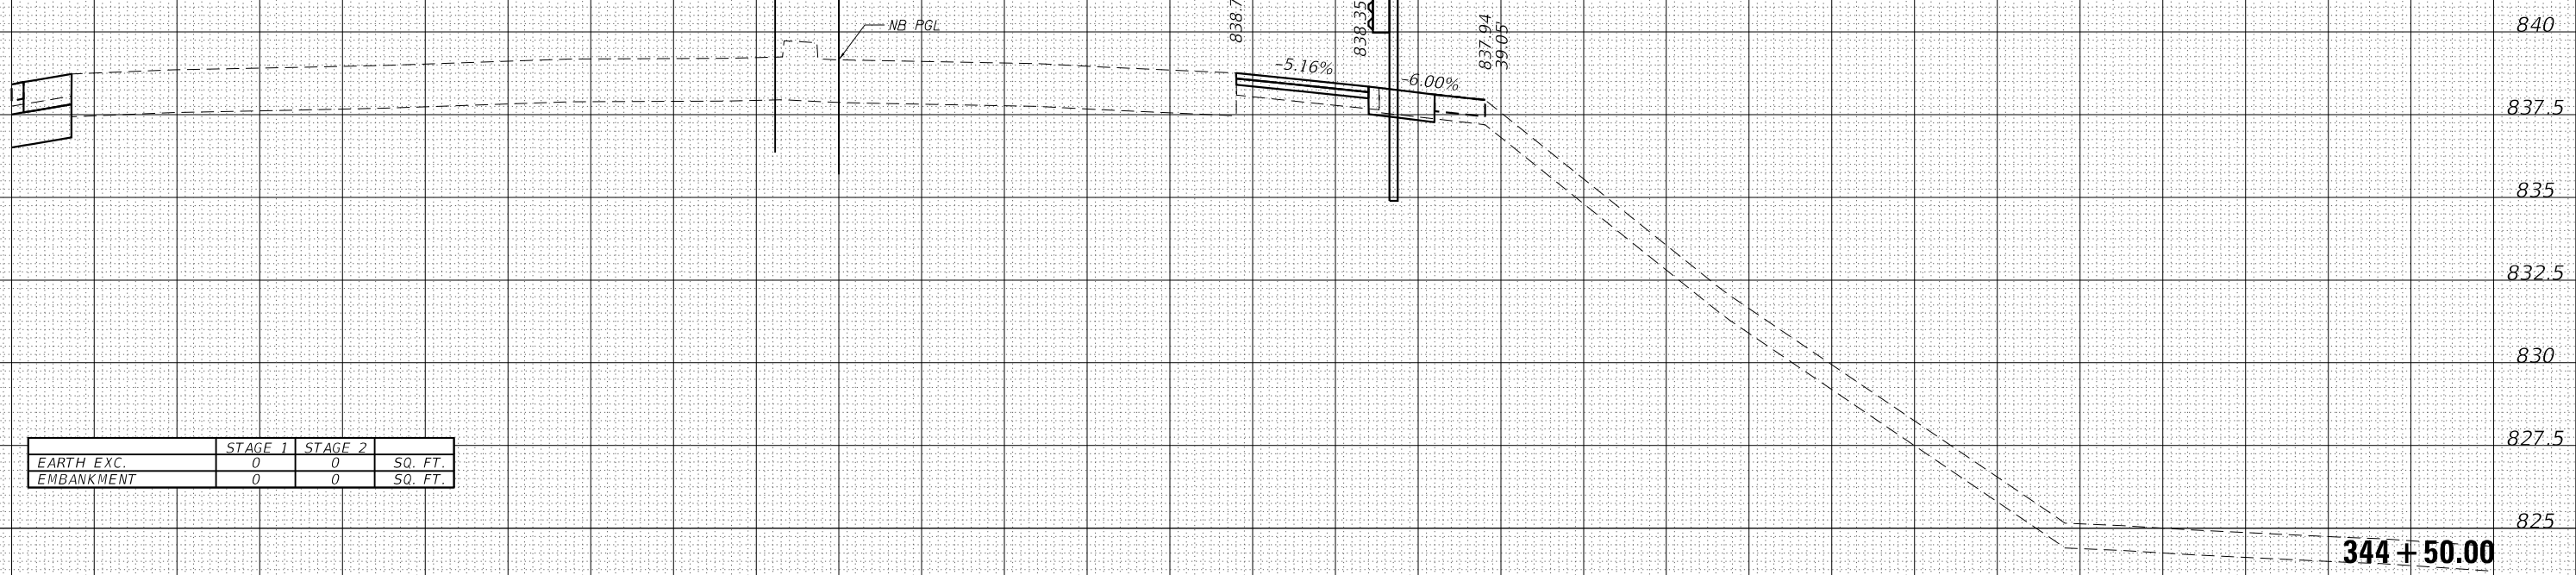 NB PGL
838.7
838.35
837.94
39.05'
-5.16%
-6.00%
840
837.5
835
832.5
830
827.5
825
STAGE 1 STAGE 2
EARTH EXC. 0 0 SQ. FT.
EMBANKMENT 0 0 SQ. FT.
344 + 50.00